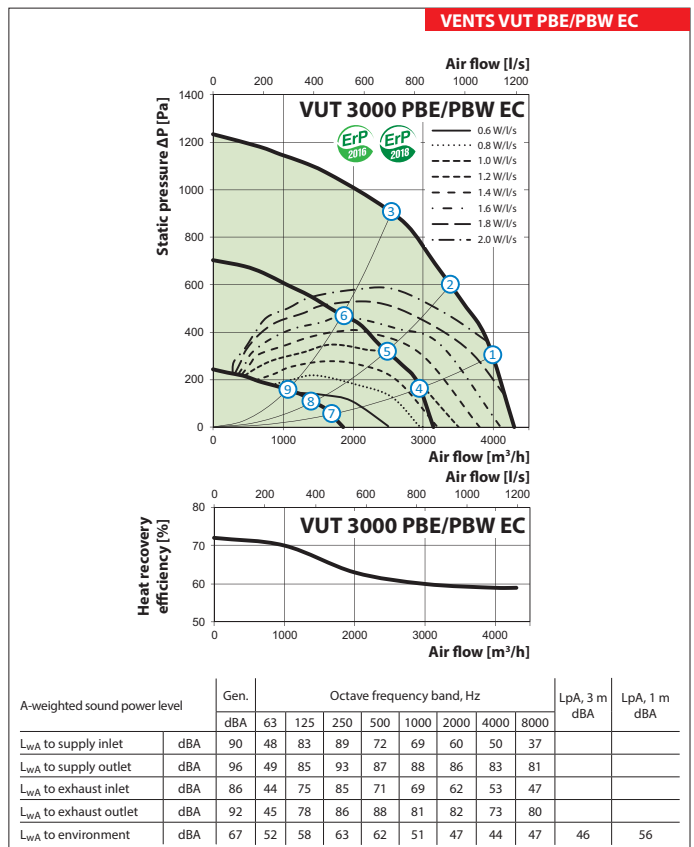 VENTS VUT PBE/PBW EC
Air flow [l/s]
0 200 400 600 800 1000 1200
Static pressure ΔP [Pa]
1400
1200
1000
800
600
400
200
0
VUT 3000 PBE/PBW EC
ErP 2016
ErP 2018
0.6 W/l/s
0.8 W/l/s
1.0 W/l/s
1.2 W/l/s
1.4 W/l/s
1.6 W/l/s
1.8 W/l/s
2.0 W/l/s
3
2
1
6
5
4
9
8
7
0 1000 2000 3000 4000
Air flow [m³/h]
Air flow [l/s]
0 200 400 600 800 1000 1200
Heat recovery
efficiency [%]
80
70
60
50
VUT 3000 PBE/PBW EC
0 1000 2000 3000 4000
Air flow [m³/h]
A-weighted sound power level Gen. Octave frequency band, Hz LpA, 3 m dBA LpA, 1 m dBA
dBA 63 125 250 500 1000 2000 4000 8000
LwA to supply inlet dBA 90 48 83 89 72 69 60 50 37
LwA to supply outlet dBA 96 49 85 93 87 88 86 83 81
LwA to exhaust inlet dBA 86 44 75 85 71 69 62 53 47
LwA to exhaust outlet dBA 92 45 78 86 88 81 82 73 80
LwA to environment dBA 67 52 58 63 62 51 47 44 47 46 56